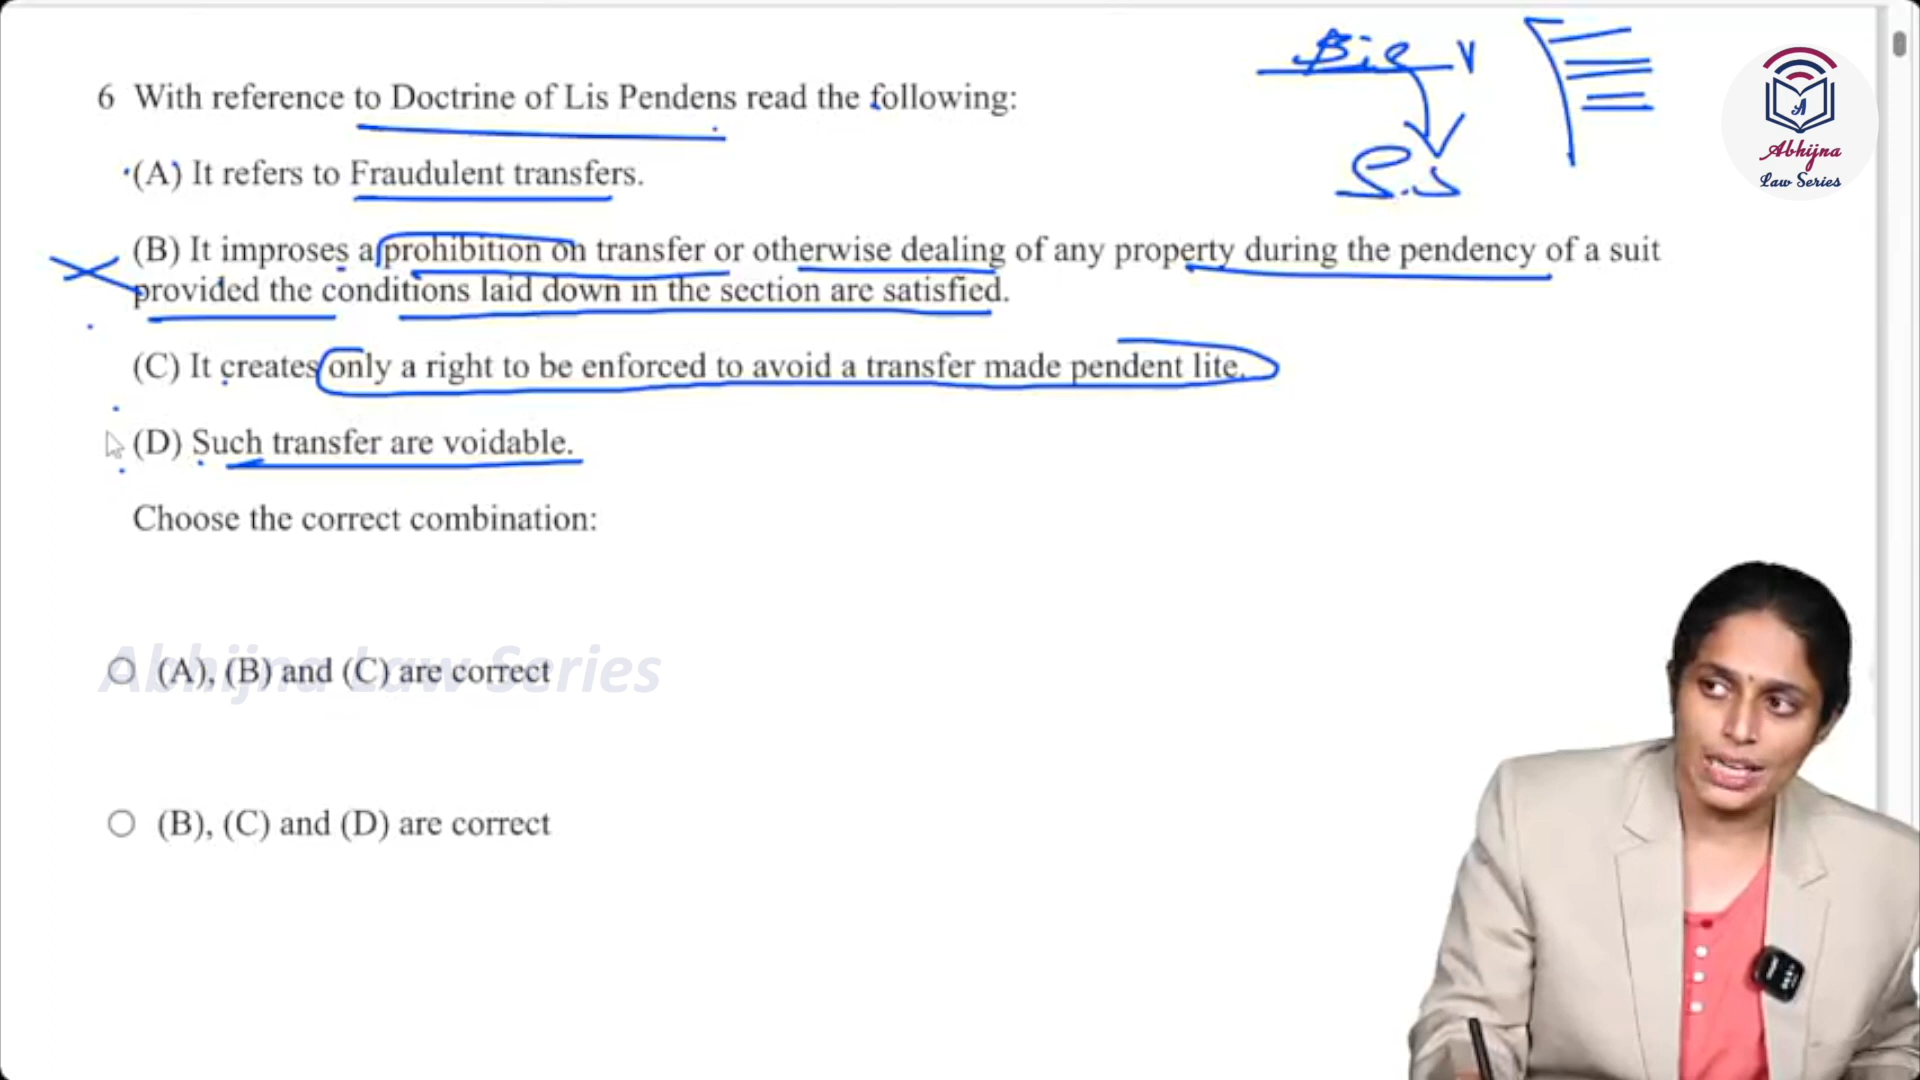 Big v
S.J
A
Abhijna
Law Series
6 With reference to Doctrine of Lis Pendens read the following:
(A) It refers to Fraudulent transfers.
(B) It improses a prohibition on transfer or otherwise dealing of any property during the pendency of a suit
provided the conditions laid down in the section are satisfied.
(C) It creates only a right to be enforced to avoid a transfer made pendent lite.
(D) Such transfer are voidable.
Choose the correct combination:
Abhijna Law Series
(A), (B) and (C) are correct
(B), (C) and (D) are correct